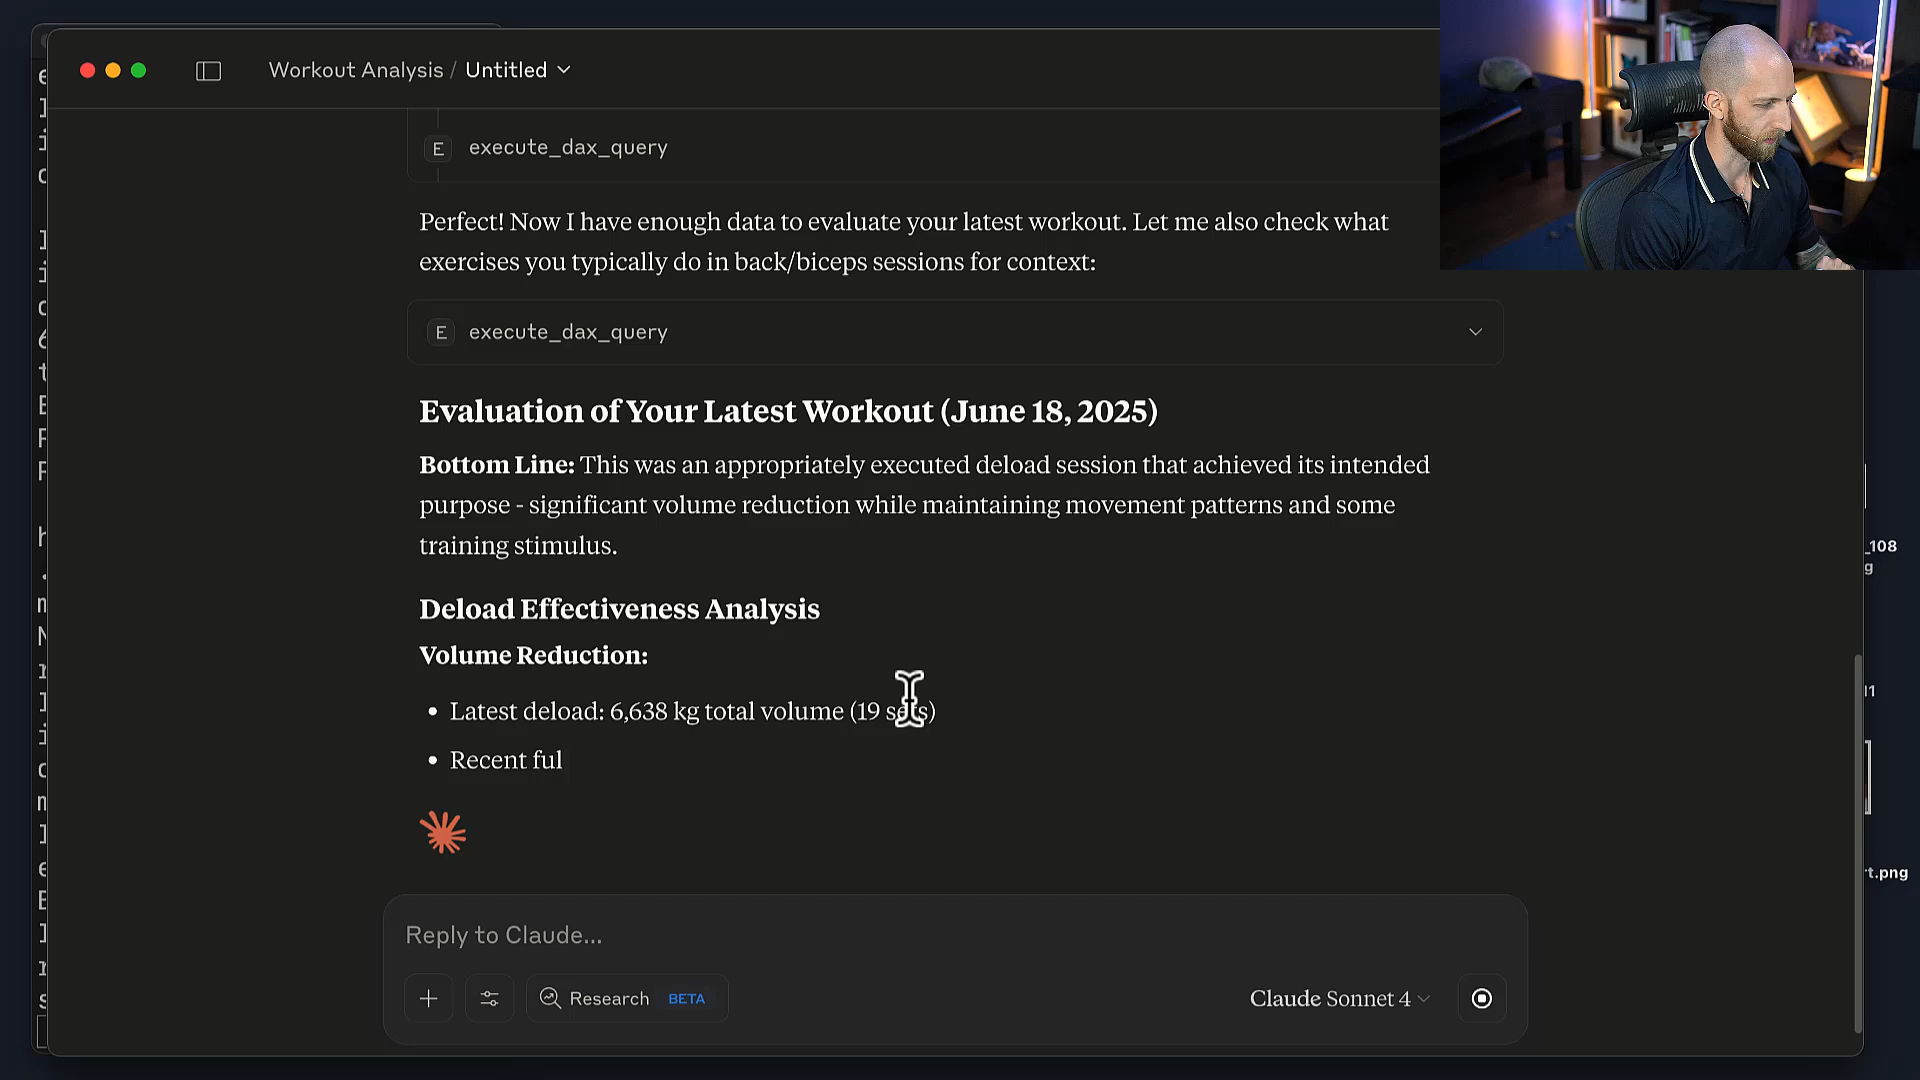 Workout Analysis / Untitled
E execute_dax_query
Perfect! Now I have enough data to evaluate your latest workout. Let me also check what
exercises you typically do in back/biceps sessions for context:
E execute_dax_query
Evaluation of Your Latest Workout (June 18, 2025)
Bottom Line: This was an appropriately executed deload session that achieved its intended
purpose - significant volume reduction while maintaining movement patterns and some
training stimulus.
Deload Effectiveness Analysis
Volume Reduction:
• Latest deload: 6,638 kg total volume (19 sets)
• Recent ful
Reply to Claude...
Research BETA
Claude Sonnet 4
_108
g
l1
t.png